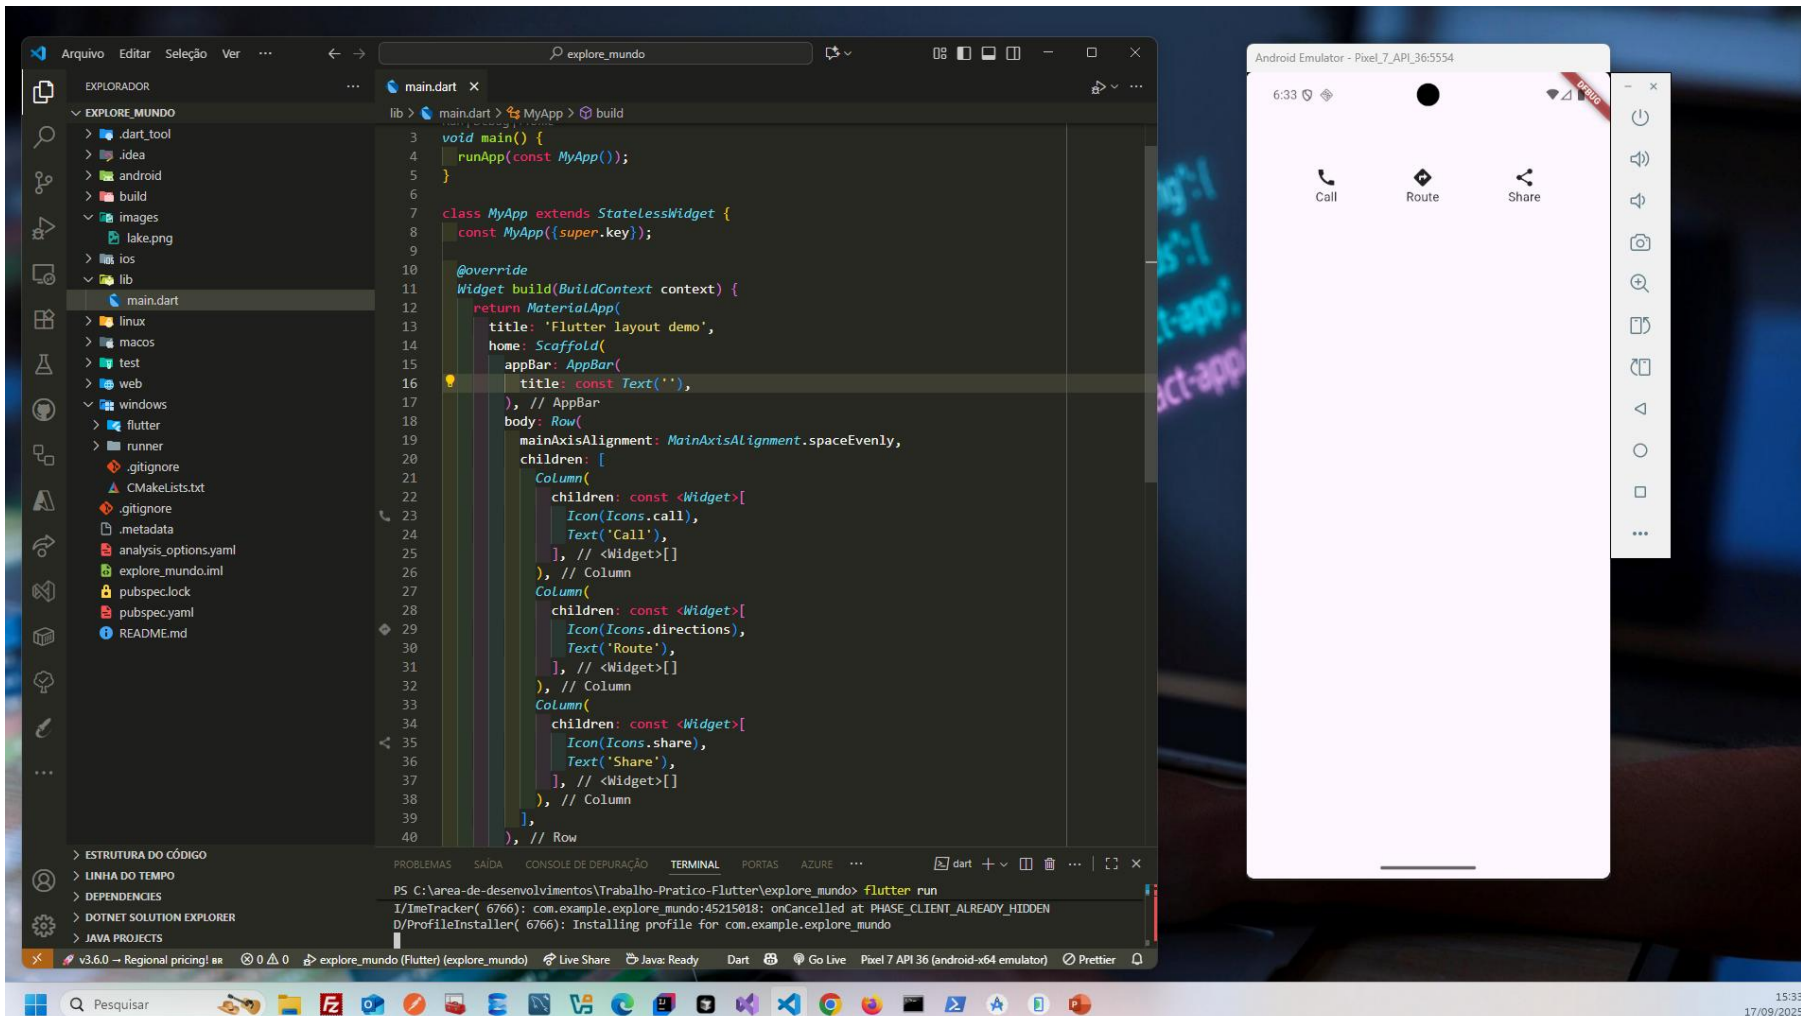 Arquivo Editar Seleção Ver ··· explore_mundo
EXPLORADOR ···
EXPLORE_MUNDO
.dart_tool
.idea
android
build
images
lake.png
ios
lib
main.dart
linux
macos
test
web
windows
flutter
runner
.gitignore
CMakeLists.txt
.gitignore
.metadata
analysis_options.yaml
explore_mundo.iml
pubspec.lock
pubspec.yaml
README.md
ESTRUTURA DO CÓDIGO
LINHA DO TEMPO
DEPENDENCIES
DOTNET SOLUTION EXPLORER
JAVA PROJECTS
main.dart
lib > main.dart > MyApp > build
3 void main() {
4 runApp(const MyApp());
5 }
6
7 class MyApp extends StatelessWidget {
8 const MyApp({super.key});
9
10 @override
11 Widget build(BuildContext context) {
12 return MaterialApp(
13 title: 'Flutter layout demo',
14 home: Scaffold(
15 appBar: AppBar(
16 title: const Text(''),
17 ), // AppBar
18 body: Row(
19 mainAxisAlignment: MainAxisAlignment.spaceEvenly,
20 children: [
21 Column(
22 children: const <Widget>[
23 Icon(Icons.call),
24 Text('Call'),
25 ], // <Widget>[]
26 ), // Column
27 Column(
28 children: const <Widget>[
29 Icon(Icons.directions),
30 Text('Route'),
31 ], // <Widget>[]
32 ), // Column
33 Column(
34 children: const <Widget>[
35 Icon(Icons.share),
36 Text('Share'),
37 ], // <Widget>[]
38 ), // Column
39 ],
40 ), // Row
PROBLEMAS SAÍDA CONSOLE DE DEPURAÇÃO TERMINAL PORTAS AZURE ··· dart
PS C:\area-de-desenvolvimentos\Trabalho-Pratico-Flutter\explore_mundo> flutter run
I/ImeTracker( 6766): com.example.explore_mundo:45215018: onCancelled at PHASE_CLIENT_ALREADY_HIDDEN
D/ProfileInstaller( 6766): Installing profile for com.example.explore_mundo
v3.6.0 → Regional pricing! BR 0 0 explore_mundo (Flutter) (explore_mundo) Live Share Java: Ready Dart Go Live Pixel 7 API 36 (android-x64 emulator) Prettier
Android Emulator - Pixel_7_API_36:5554
6:33
DEBUG
Call Route Share
Pesquisar
15:33
17/09/2025